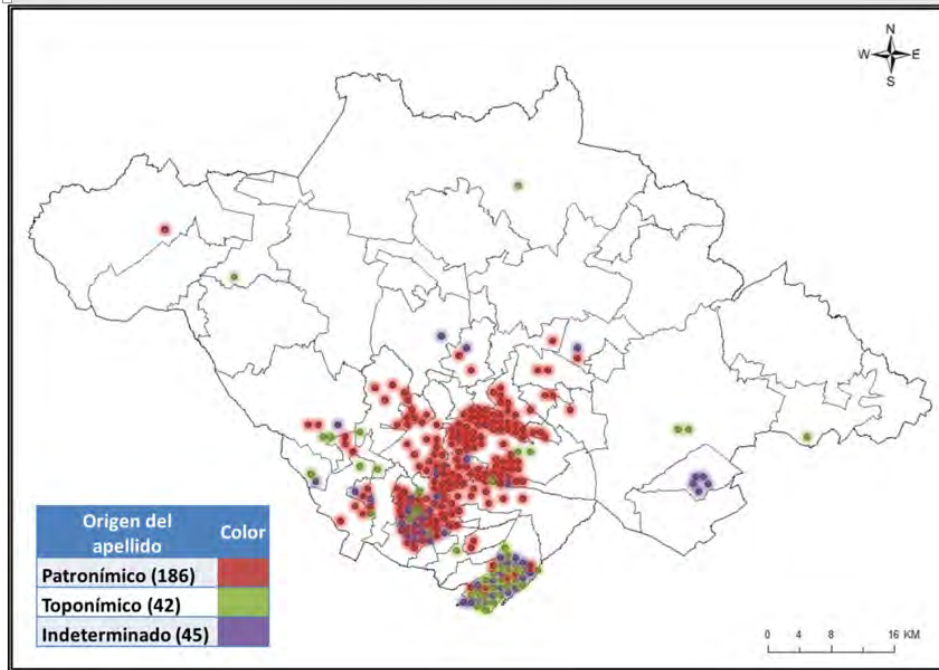 N
W E
S
Origen del
apellido
Color
Patronímico (186)
Toponímico (42)
Indeterminado (45)
0 4 8 16 KM